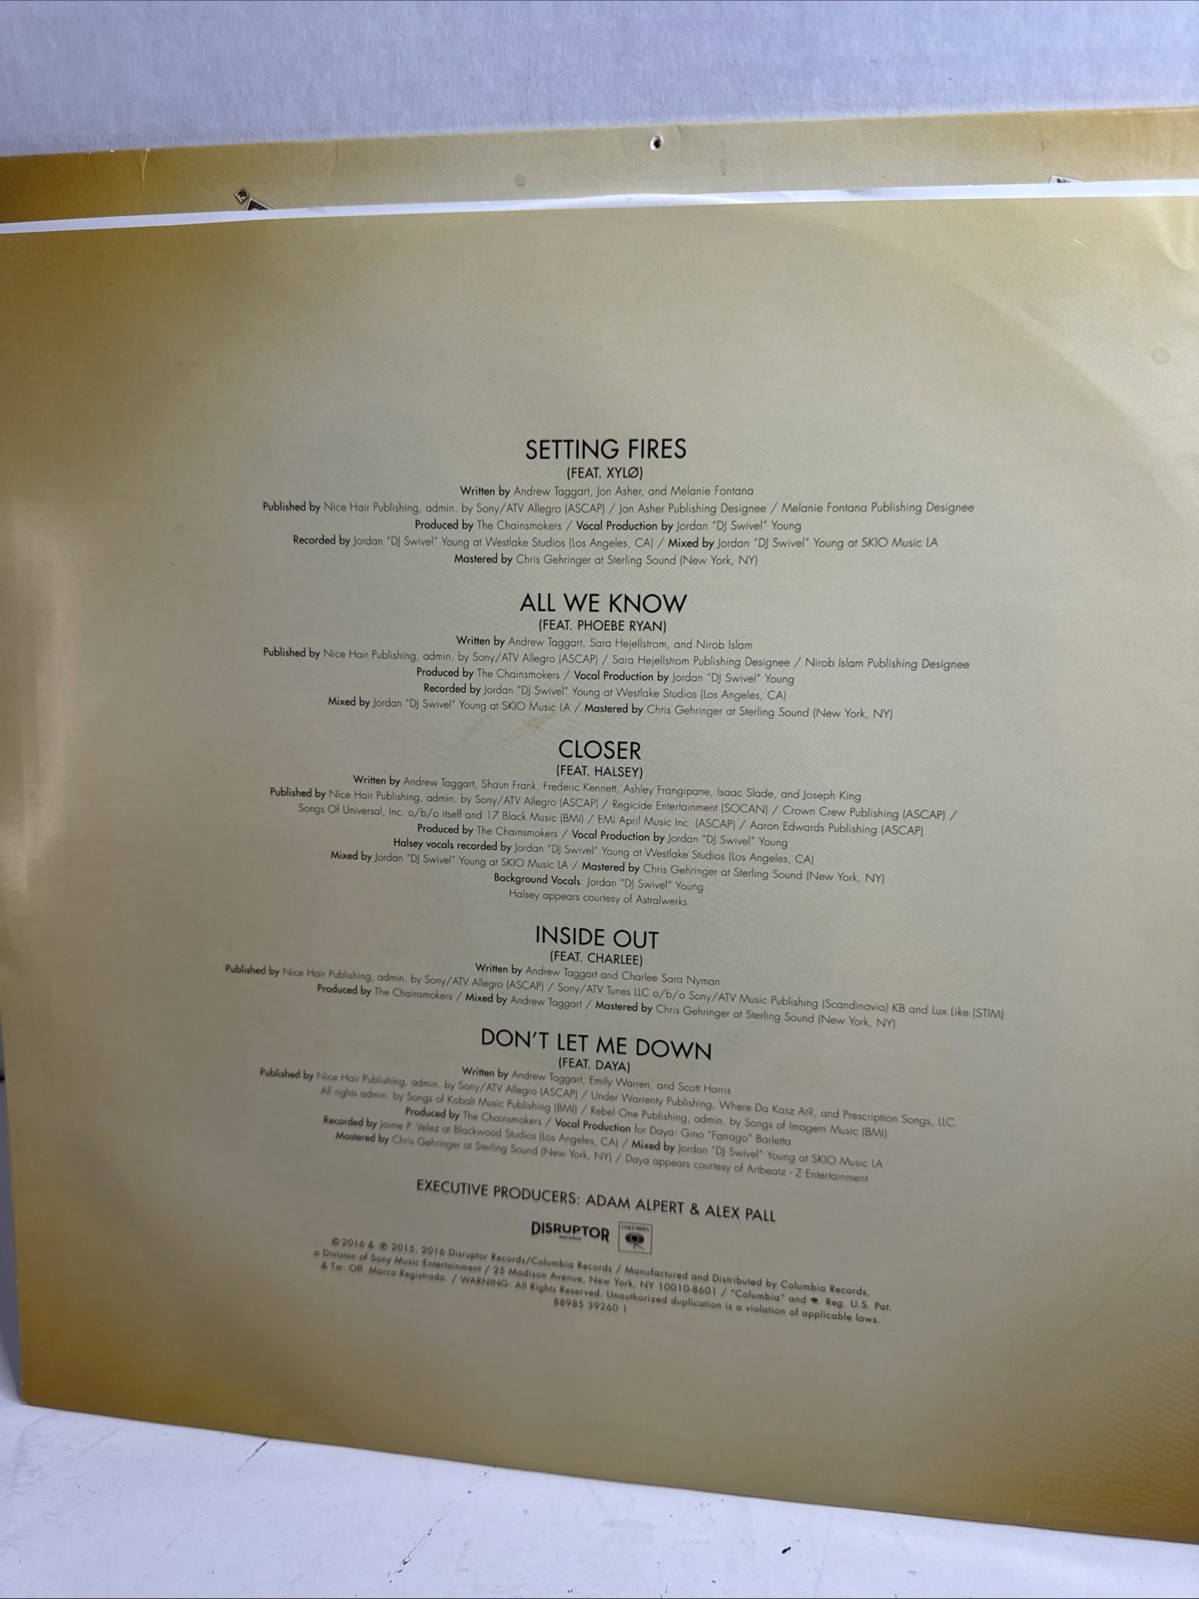 SETTING FIRES
(FEAT. XYLØ)
Written by Andrew Taggart, Jon Asher, and Melanie Fontana
Published by Nice Hair Publishing, admin. by Sony/ATV Allegro (ASCAP) / Jon Asher Publishing Designee / Melanie Fontana Publishing Designee
Produced by The Chainsmokers / Vocal Production by Jordan "DJ Swivel" Young
Recorded by Jordan "DJ Swivel" Young at Westlake Studios (Los Angeles, CA) / Mixed by Jordan "DJ Swivel" Young at SKIO Music LA
Mastered by Chris Gehringer at Sterling Sound (New York, NY)
ALL WE KNOW
(FEAT. PHOEBE RYAN)
Written by Andrew Taggart, Sara Hejellstrom, and Nirob Islam
Published by Nice Hair Publishing, admin. by Sony/ATV Allegro (ASCAP) / Sara Hejellstrom Publishing Designee / Nirob Islam Publishing Designee
Produced by The Chainsmokers / Vocal Production by Jordan "DJ Swivel" Young
Recorded by Jordan "DJ Swivel" Young at Westlake Studios (Los Angeles, CA)
Mixed by Jordan "DJ Swivel" Young at SKIO Music LA / Mastered by Chris Gehringer at Sterling Sound (New York, NY)
CLOSER
(FEAT. HALSEY)
Written by Andrew Taggart, Shaun Frank, Frederic Kennett, Ashley Frangipane, Isaac Slade, and Joseph King
Published by Nice Hair Publishing, admin. by Sony/ATV Allegro (ASCAP) / Regicide Entertainment (SOCAN) / Crown Crew Publishing (ASCAP) /
Songs Of Universal, Inc. o/b/o itself and 17 Black Music (BMI) / EMI April Music Inc. (ASCAP) / Aaron Edwards Publishing (ASCAP)
Produced by The Chainsmokers / Vocal Production by Jordan "DJ Swivel" Young
Halsey vocals recorded by Jordan "DJ Swivel" Young at Westlake Studios (Los Angeles, CA)
Mixed by Jordan "DJ Swivel" Young at SKIO Music LA / Mastered by Chris Gehringer at Sterling Sound (New York, NY)
Background Vocals: Jordan "DJ Swivel" Young
Halsey appears courtesy of Astralwerks
INSIDE OUT
(FEAT. CHARLEE)
Written by Andrew Taggart and Charlee Sara Nyman
Published by Nice Hair Publishing, admin. by Sony/ATV Allegro (ASCAP) / Sony/ATV Tunes LLC o/b/o Sony/ATV Music Publishing (Scandinavia) KB and Lux Like (STIM)
Produced by The Chainsmokers / Mixed by Andrew Taggart / Mastered by Chris Gehringer at Sterling Sound (New York, NY)
DON'T LET ME DOWN
(FEAT. DAYA)
Written by Andrew Taggart, Emily Warren, and Scott Harris
Published by Nice Hair Publishing, admin. by Sony/ATV Allegro (ASCAP) / Under Warrenty Publishing, Where Da Kasz At?, and Prescription Songs, LLC.
All rights admin. by Songs of Kobalt Music Publishing (BMI) / Rebel One Publishing, admin. by Songs of Imagem Music (BMI)
Produced by The Chainsmokers / Vocal Production for Daya: Gino "Farrago" Barletta
Recorded by Jaime P. Velez at Blackwood Studios (Los Angeles, CA) / Mixed by Jordan "DJ Swivel" Young at SKIO Music LA
Mastered by Chris Gehringer at Sterling Sound (New York, NY) / Daya appears courtesy of Artbeatz - Z Entertainment
EXECUTIVE PRODUCERS: ADAM ALPERT & ALEX PALL
DISRUPTOR RECORDS COLUMBIA
©2016 & ℗ 2015, 2016 Disruptor Records/Columbia Records / Manufactured and Distributed by Columbia Records,
a Division of Sony Music Entertainment / 25 Madison Avenue, New York, NY 10010-8601 / "Columbia" and Reg. U.S. Pat.
& Tm. Off. Marca Registrada. / WARNING: All Rights Reserved. Unauthorized duplication is a violation of applicable laws.
88985 39260 1